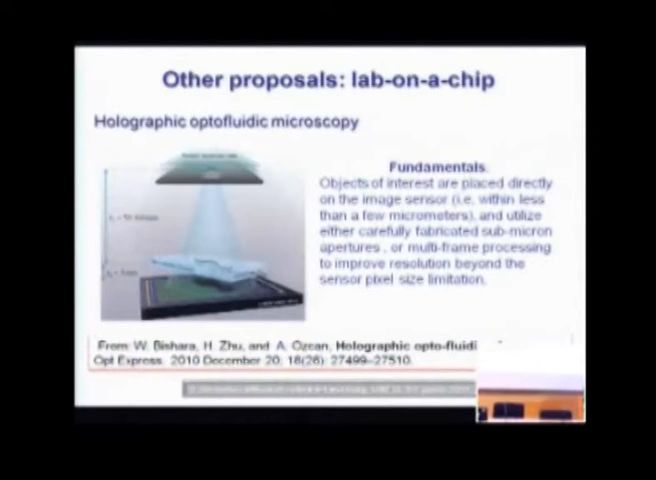 Other proposals: lab-on-a-chip
Holographic optofluidic microscopy
Fundamentals
Objects of interest are placed directly
on the image sensor (i.e. within less
than a few micrometers), and utilize
either carefully fabricated sub-micron
apertures , or multi-frame processing
to improve resolution beyond the
sensor pixel size limitation.
From: W. Bishara, H. Zhu, and A. Ozcan, Holographic opto-fluidi
Opt Express. 2010 December 20; 18(26): 27499–27510.